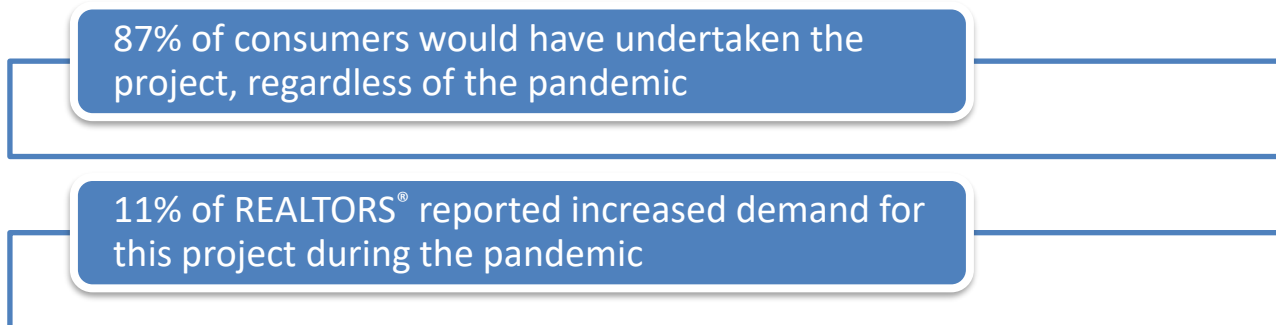 87% of consumers would have undertaken the
project, regardless of the pandemic
11% of REALTORS® reported increased demand for
this project during the pandemic